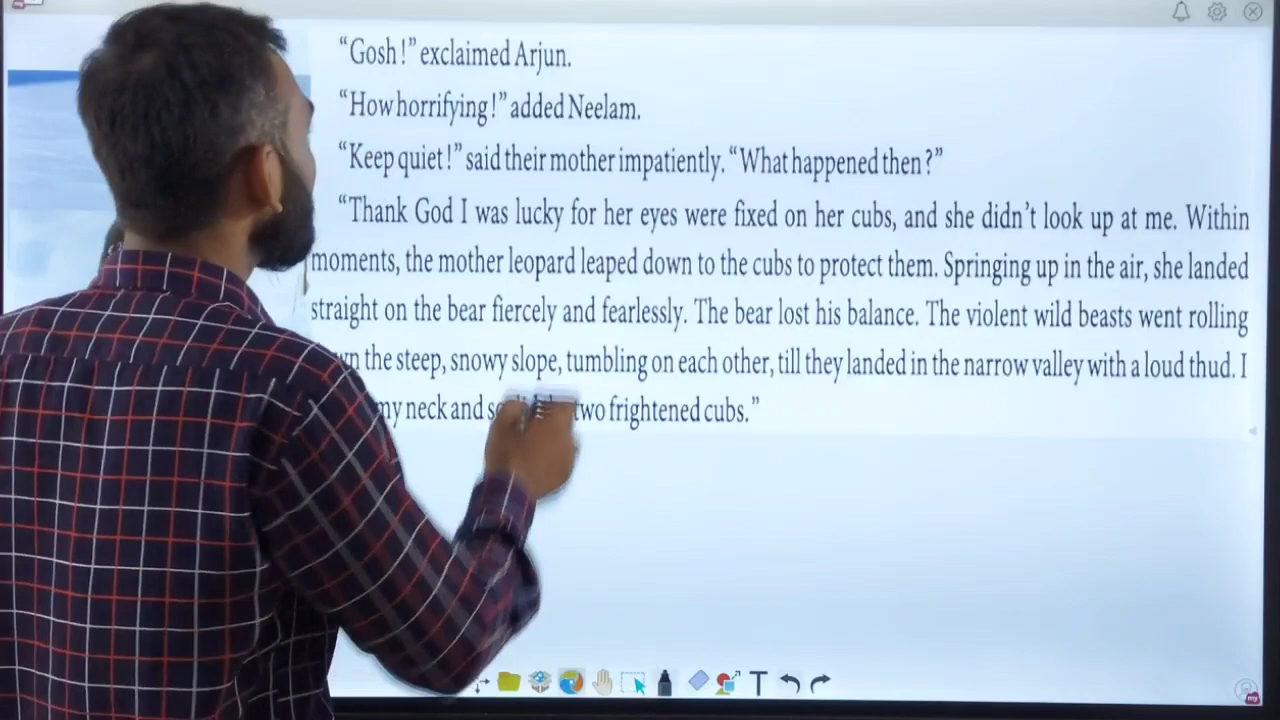 “Gosh !” exclaimed Arjun.
“How horrifying !” added Neelam.
“Keep quiet !” said their mother impatiently. “What happened then ?”
“Thank God I was lucky for her eyes were fixed on her cubs, and she didn’t look up at me. Within
moments, the mother leopard leaped down to the cubs to protect them. Springing up in the air, she landed
straight on the bear fiercely and fearlessly. The bear lost his balance. The violent wild beasts went rolling
the steep, snowy slope, tumbling on each other, till they landed in the narrow valley with a loud thud. I
my neck and two frightened cubs.”